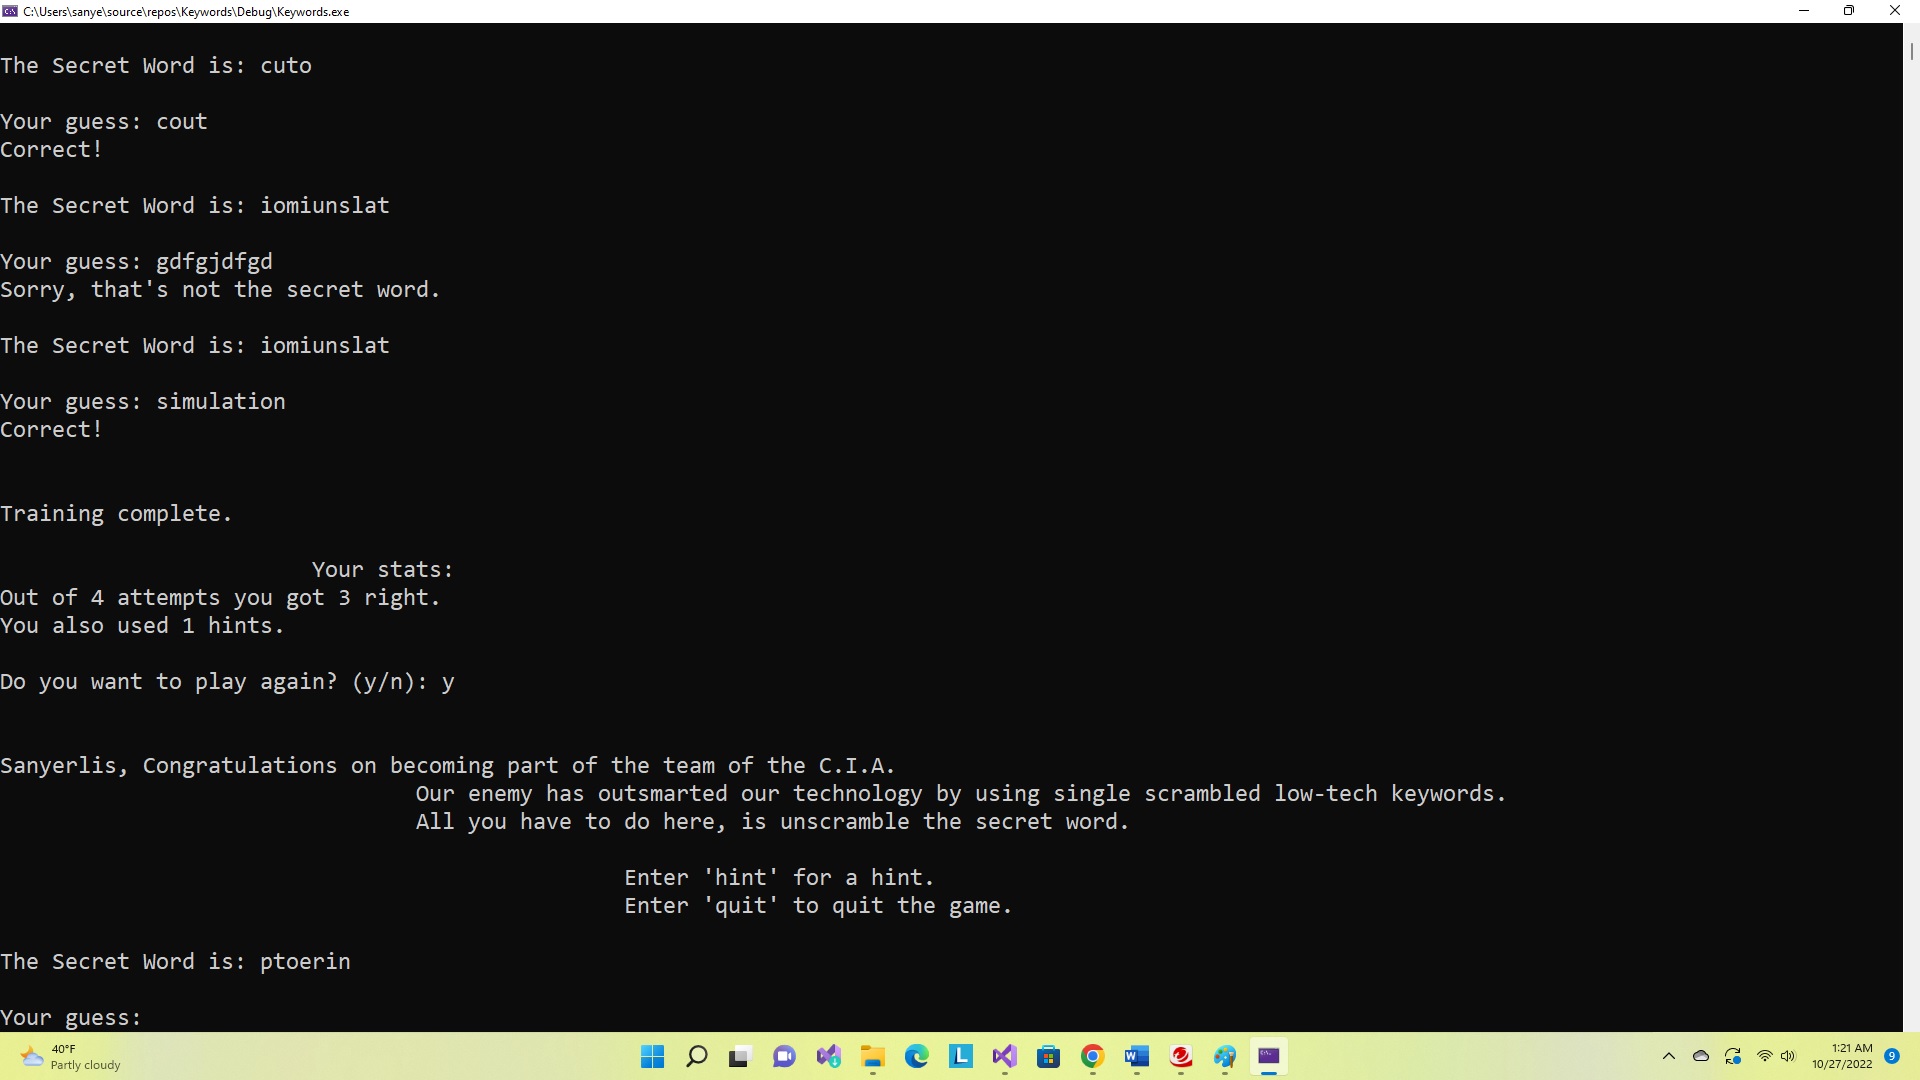 C:\Users\sanye\source\repos\Keywords\Debug\Keywords.exe
The Secret Word is: cuto
Your guess: cout
Correct!
The Secret Word is: iomiunslat
Your guess: gdfgjdfgd
Sorry, that's not the secret word.
The Secret Word is: iomiunslat
Your guess: simulation
Correct!
Training complete.
Your stats:
Out of 4 attempts you got 3 right.
You also used 1 hints.
Do you want to play again? (y/n): y
Sanyerlis, Congratulations on becoming part of the team of the C.I.A.
Our enemy has outsmarted our technology by using single scrambled low-tech keywords.
All you have to do here, is unscramble the secret word.
Enter 'hint' for a hint.
Enter 'quit' to quit the game.
The Secret Word is: ptoerin
Your guess:
40°F
Partly cloudy
L
W
1:21 AM
10/27/2022
9